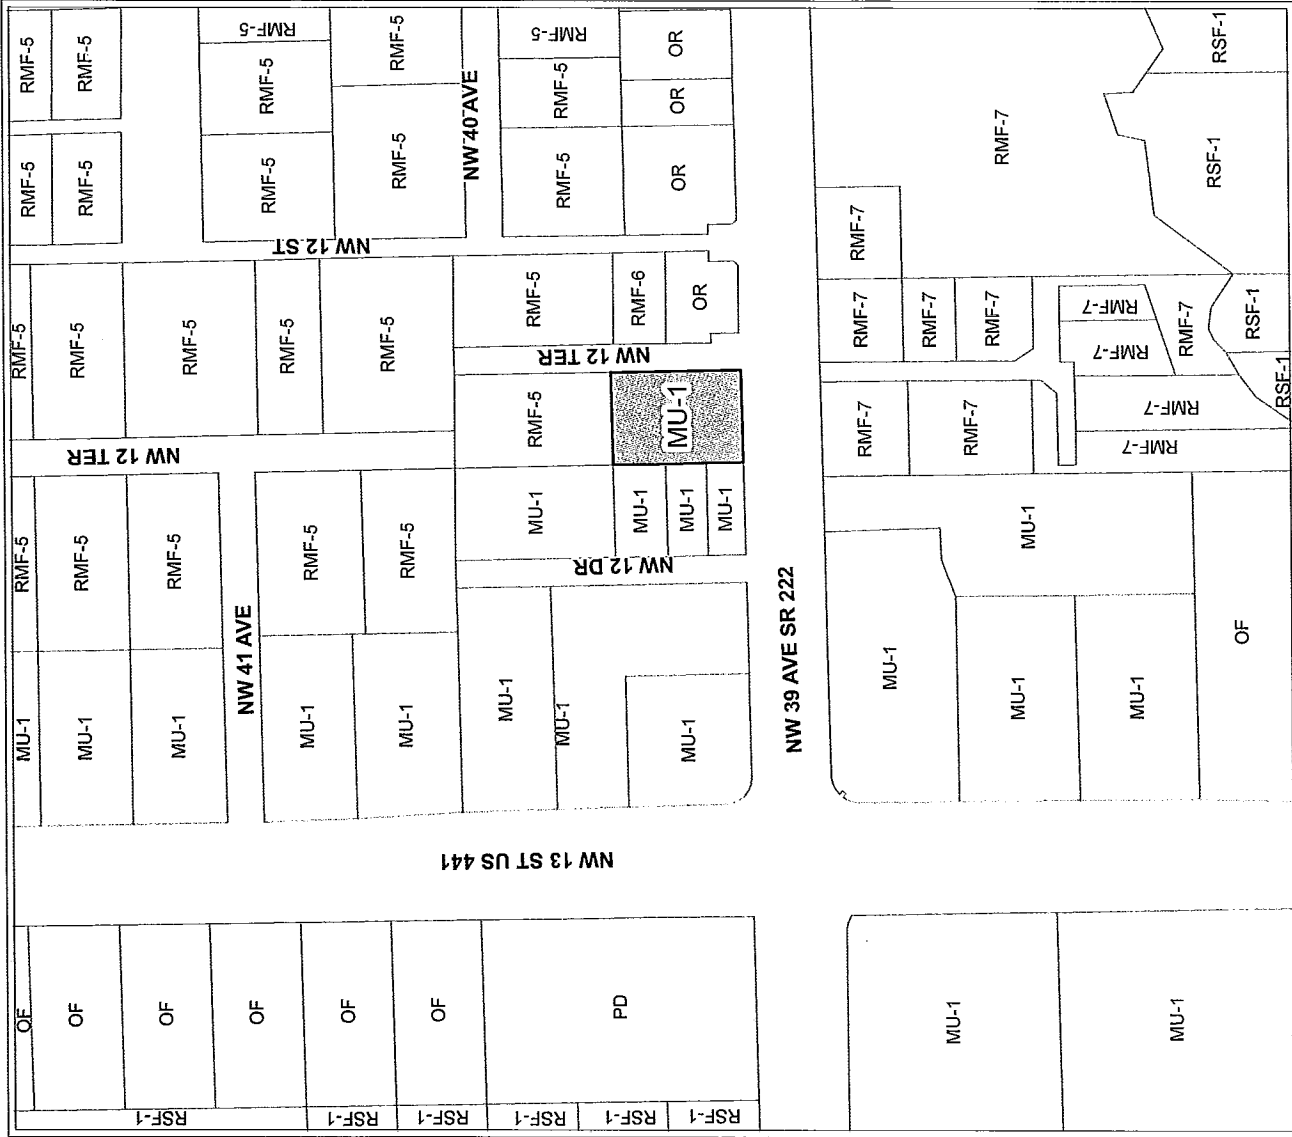 RMF-5
RMF-5
RMF-5
RMF-5
RMF-5
RMF-5
RMF-5
RMF-5
RMF-5
RMF-5
NW 40 AVE
RMF-5
RMF-5
RMF-5
OR
OR
OR
RMF-7
RSF-1
RSF-1
NW 12 ST
RMF-5
RMF-5
RMF-5
RMF-5
RMF-5
RMF-5
RMF-6
OR
RMF-7
RMF-7
RMF-7
RMF-7
RMF-7
RMF-7
RMF-7
RSF-1
RSF-1
NW 12 TER
NW 12 TER
RMF-5
MU-1
RMF-7
RMF-7
RMF-7
RMF-7
RMF-5
RMF-5
RMF-5
NW 41 AVE
RMF-5
RMF-5
MU-1
MU-1
MU-1
MU-1
NW 12 DR
MU-1
MU-1
MU-1
MU-1
MU-1
MU-1
MU-1
MU-1
NW 39 AVE SR 222
MU-1
MU-1
MU-1
MU-1
OF
NW 13 ST US 441
OF
OF
OF
OF
OF
OF
PD
MU-1
MU-1
RSF-1
RSF-1
RSF-1
RSF-1
RSF-1
RSF-1